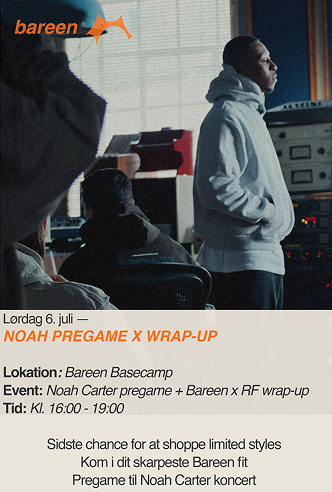 bareen
Lørdag 6. juli —
NOAH PREGAME X WRAP-UP
Lokation: Bareen Basecamp
Event: Noah Carter pregame + Bareen x RF wrap-up
Tid: Kl. 16:00 - 19:00
Sidste chance for at shoppe limited styles
Kom i dit skarpeste Bareen fit
Pregame til Noah Carter koncert